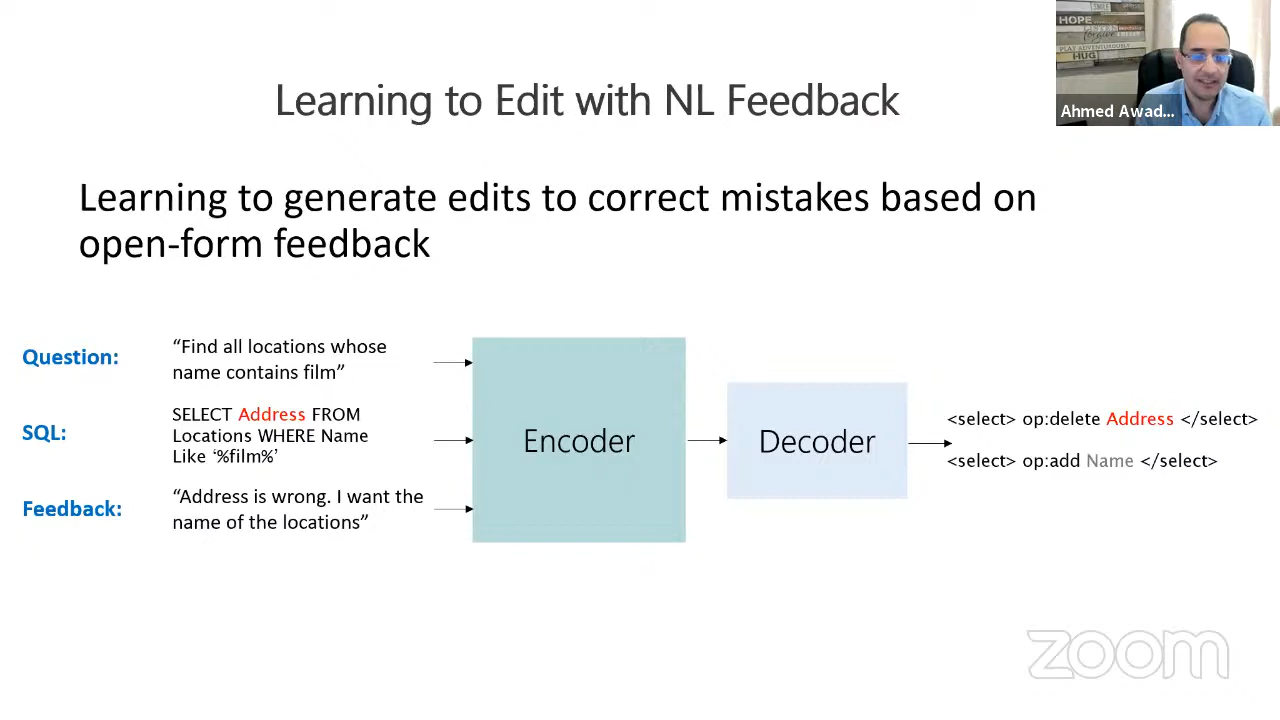 HOPE
PLAY ADVENTUROUSLY
HUG
Ahmed Awad...
Learning to Edit with NL Feedback
Learning to generate edits to correct mistakes based on
open-form feedback
Question:
“Find all locations whose
name contains film”
SQL:
SELECT Address FROM
Locations WHERE Name
Like ‘%film%’
Feedback:
“Address is wrong. I want the
name of the locations”
Encoder
Decoder
<select> op:delete Address </select>
<select> op:add Name </select>
zoom